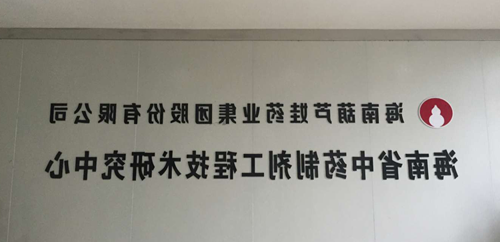 海南葫芦娃药业集团股份有限公司
海南省中药制剂工程技术研究中心